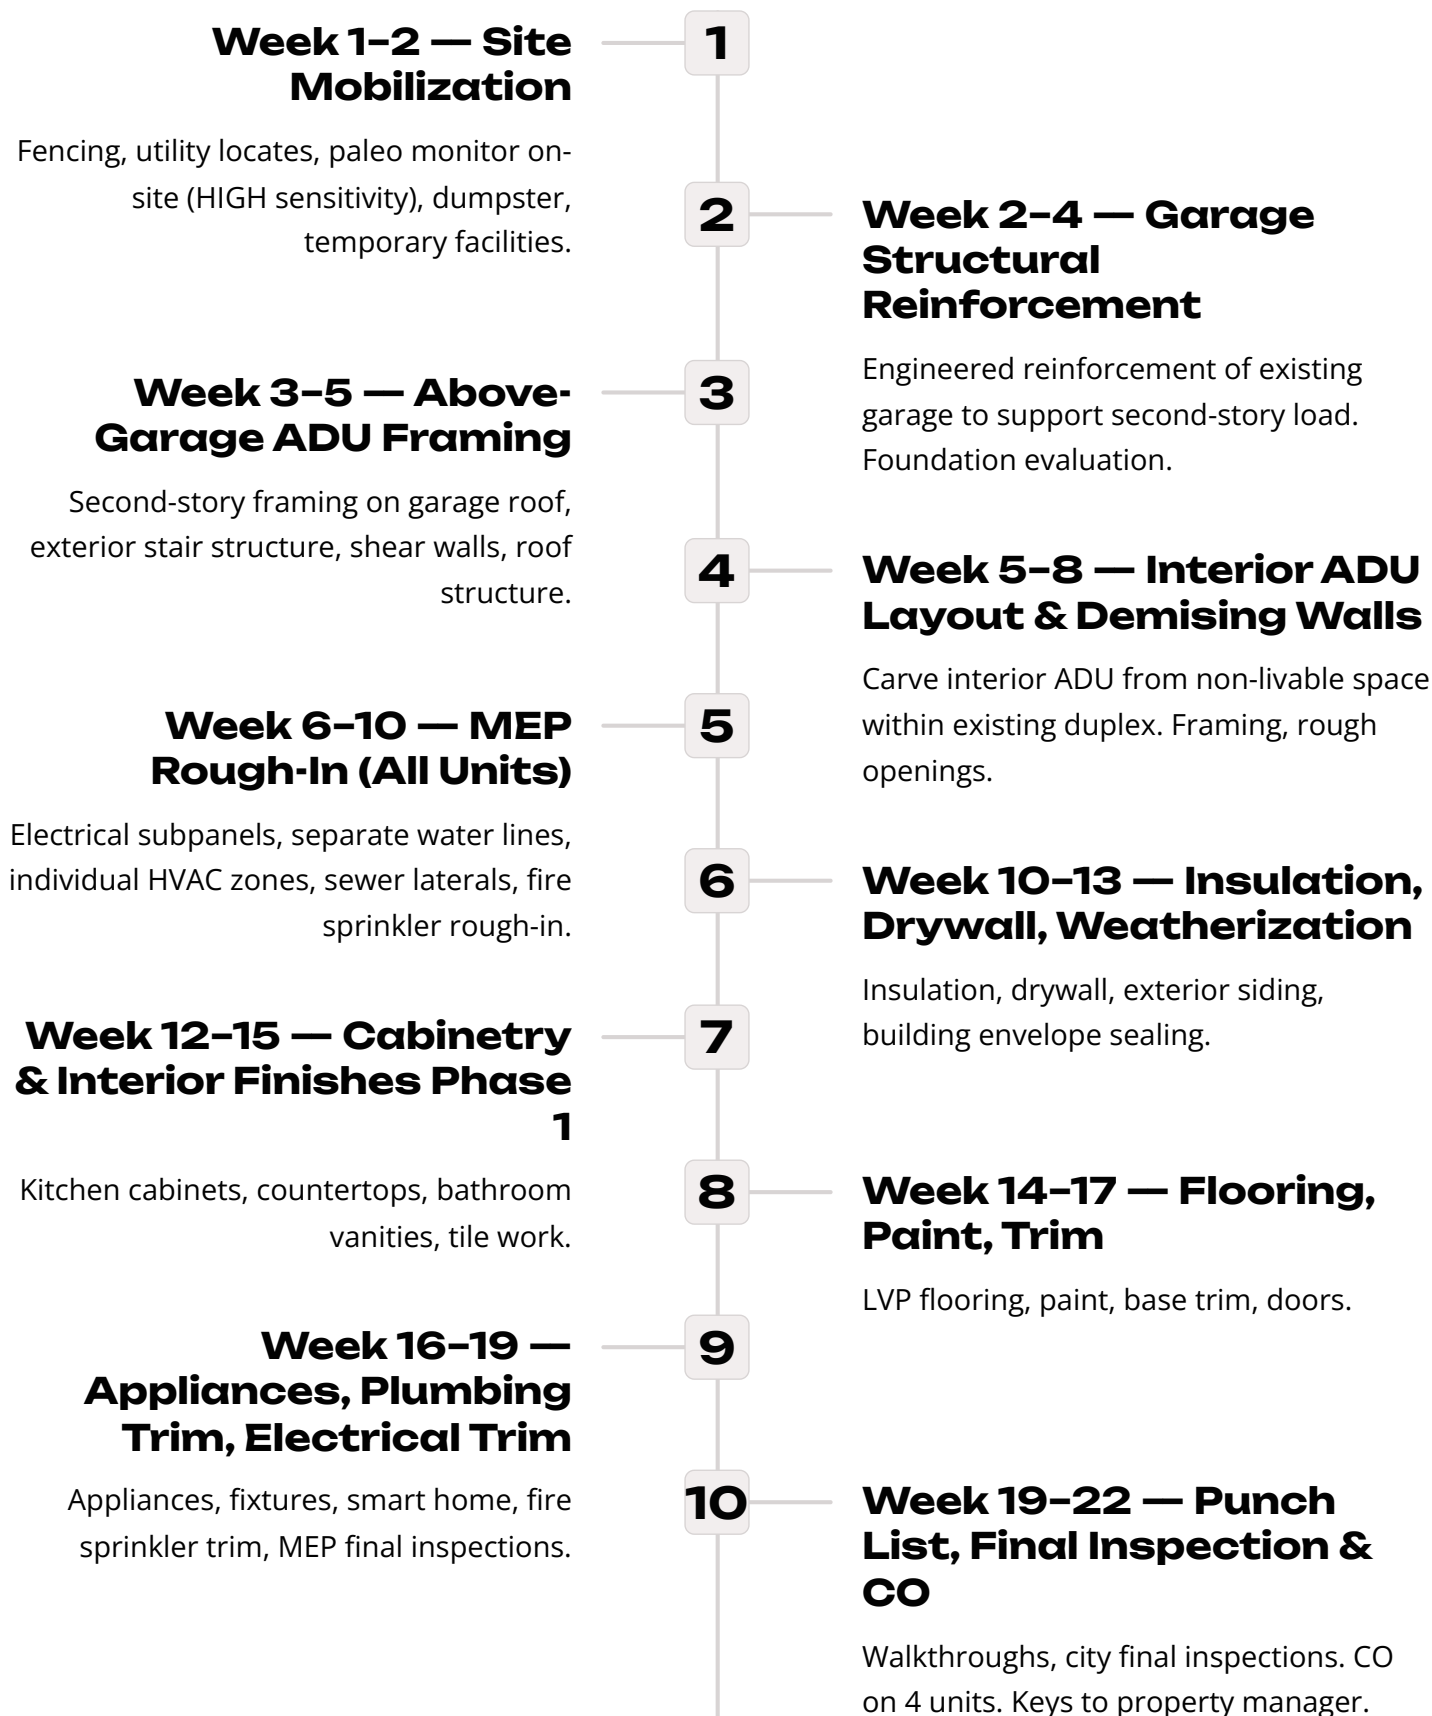 1
Week 1–2 — Site
Mobilization
Fencing, utility locates, paleo monitor on-
site (HIGH sensitivity), dumpster,
temporary facilities.
2
Week 2–4 — Garage
Structural
Reinforcement
Engineered reinforcement of existing
garage to support second-story load.
Foundation evaluation.
3
Week 3–5 — Above-
Garage ADU Framing
Second-story framing on garage roof,
exterior stair structure, shear walls, roof
structure.
4
Week 5–8 — Interior ADU
Layout & Demising Walls
Carve interior ADU from non-livable space
within existing duplex. Framing, rough
openings.
5
Week 6–10 — MEP
Rough-In (All Units)
Electrical subpanels, separate water lines,
individual HVAC zones, sewer laterals, fire
sprinkler rough-in.
6
Week 10–13 — Insulation,
Drywall, Weatherization
Insulation, drywall, exterior siding,
building envelope sealing.
7
Week 12–15 — Cabinetry
& Interior Finishes Phase
1
Kitchen cabinets, countertops, bathroom
vanities, tile work.
8
Week 14–17 — Flooring,
Paint, Trim
LVP flooring, paint, base trim, doors.
9
Week 16–19 —
Appliances, Plumbing
Trim, Electrical Trim
Appliances, fixtures, smart home, fire
sprinkler trim, MEP final inspections.
10
Week 19–22 — Punch
List, Final Inspection &
CO
Walkthroughs, city final inspections. CO
on 4 units. Keys to property manager.